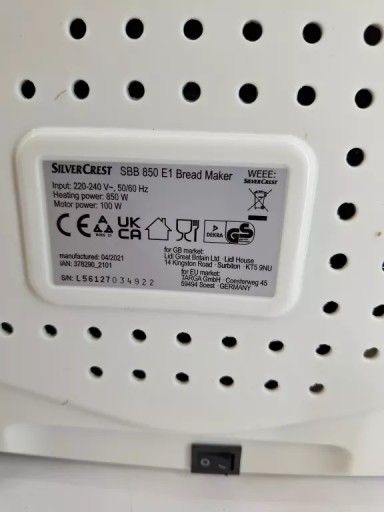 SILVERCREST SBB 850 E1 Bread Maker
WEEE:
SILVERCREST
Input: 220-240 V~, 50/60 Hz
Heating power: 850 W
Motor power: 100 W
CE UK CA DEKRA GS
manufactured: 04/2021
IAN: 378290_2101
S/N: L56127034922
for GB market:
Lidl Great Britain Ltd · Lidl House
14 Kingston Road · Surbiton · KT5 9NU
for EU market:
TARGA GmbH · Coesterweg 45
59494 Soest · GERMANY